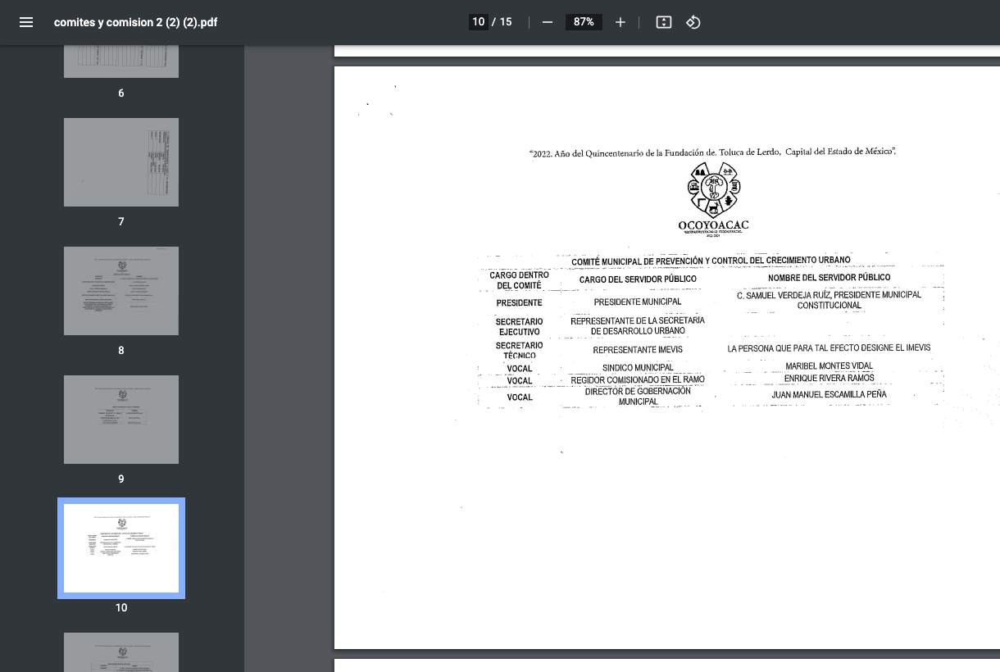 comites y comision 2 (2) (2).pdf
10 / 15
87%
6
7
8
9
10
"2022. Año del Quincentenario de la Fundación de. Toluca de Lerdo, Capital del Estado de México",
OCOYOACAC
COMITÉ MUNICIPAL DE PREVENCIÓN Y CONTROL DEL CRECIMIENTO URBANO
CARGO DENTRO DEL COMITÉ CARGO DEL SERVIDOR PÚBLICO NOMBRE DEL SERVIDOR PÚBLICO
PRESIDENTE PRESIDENTE MUNICIPAL C. SAMUEL VERDEJA RUÍZ, PRESIDENTE MUNICIPAL CONSTITUCIONAL
SECRETARIO EJECUTIVO REPRESENTANTE DE LA SECRETARIA DE DESARROLLO URBANO
SECRETARIO TÉCNICO REPRESENTANTE IMEVIS LA PERSONA QUE PARA TAL EFECTO DESIGNE EL IMEVIS
VOCAL SINDICO MUNICIPAL MARIBEL MONTES VIDAL
VOCAL REGIDOR COMISIONADO EN EL RAMO ENRIQUE RIVERA RAMOS
VOCAL DIRECTOR DE GOBERNACIÓN MUNICIPAL JUAN MANUEL ESCAMILLA PEÑA